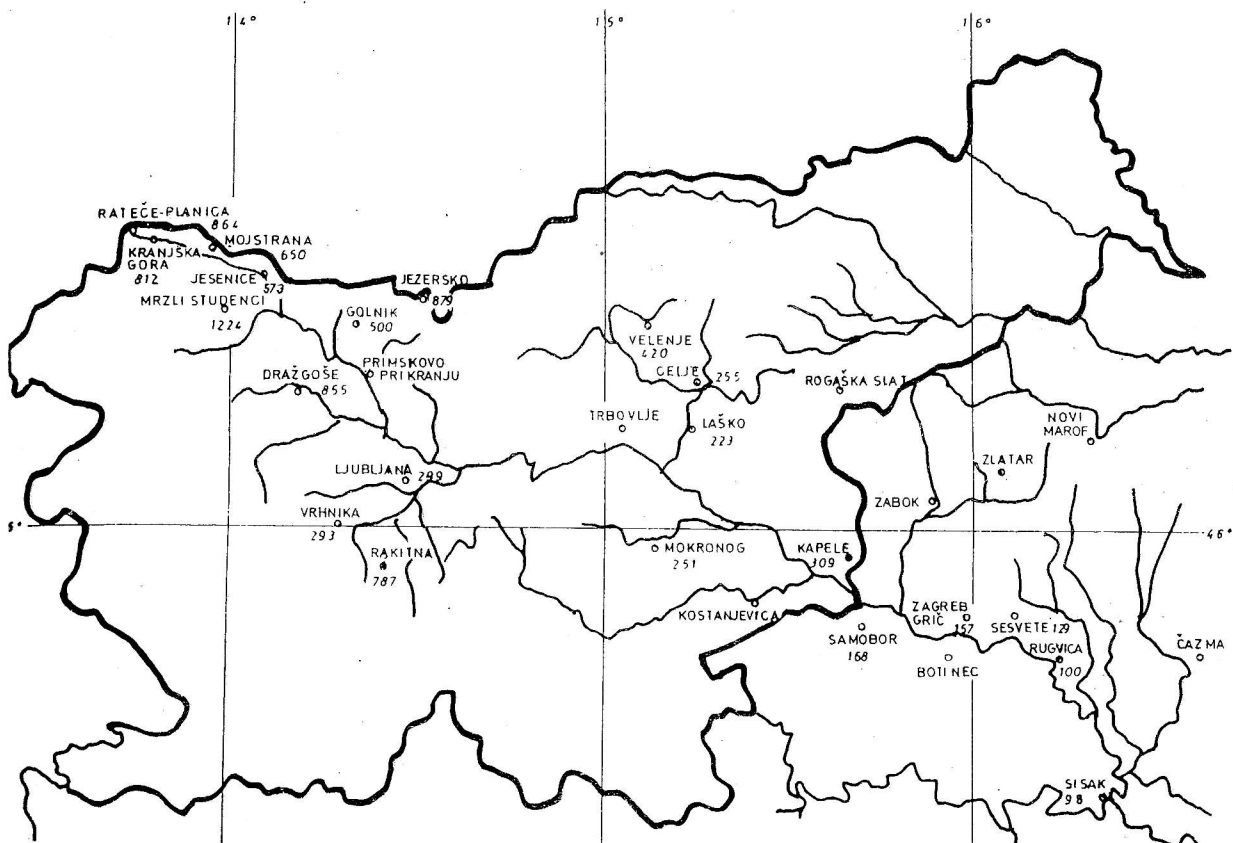 14°
15°
16°
RATEČE-PLANICA
864
MOJSTRANA
650
KRANJSKA
GORA
812
JESENICE
573
MRZLI STUDENCI
1224
JEZERSKO
879
GOLNIK
500
PRIMSKOVO
PRI KRANJU
DRAŽGOŠE
855
VELENJE
420
CELJE
255
ROGAŠKA SLAT.
TRBOVLJE
LAŠKO
223
NOVI
MAROF
ZLATAR
LJUBLJANA
299
ZABOK
VRHNIKA
293
46°
RAKITNA
787
MOKRONOG
251
KAPELE
309
KOSTANJEVICA
ZAGREB
GRIČ
157
SESVETE 129
SAMOBOR
168
BOTINEC
RUGVICA
100
ČAZMA
SISAK
98